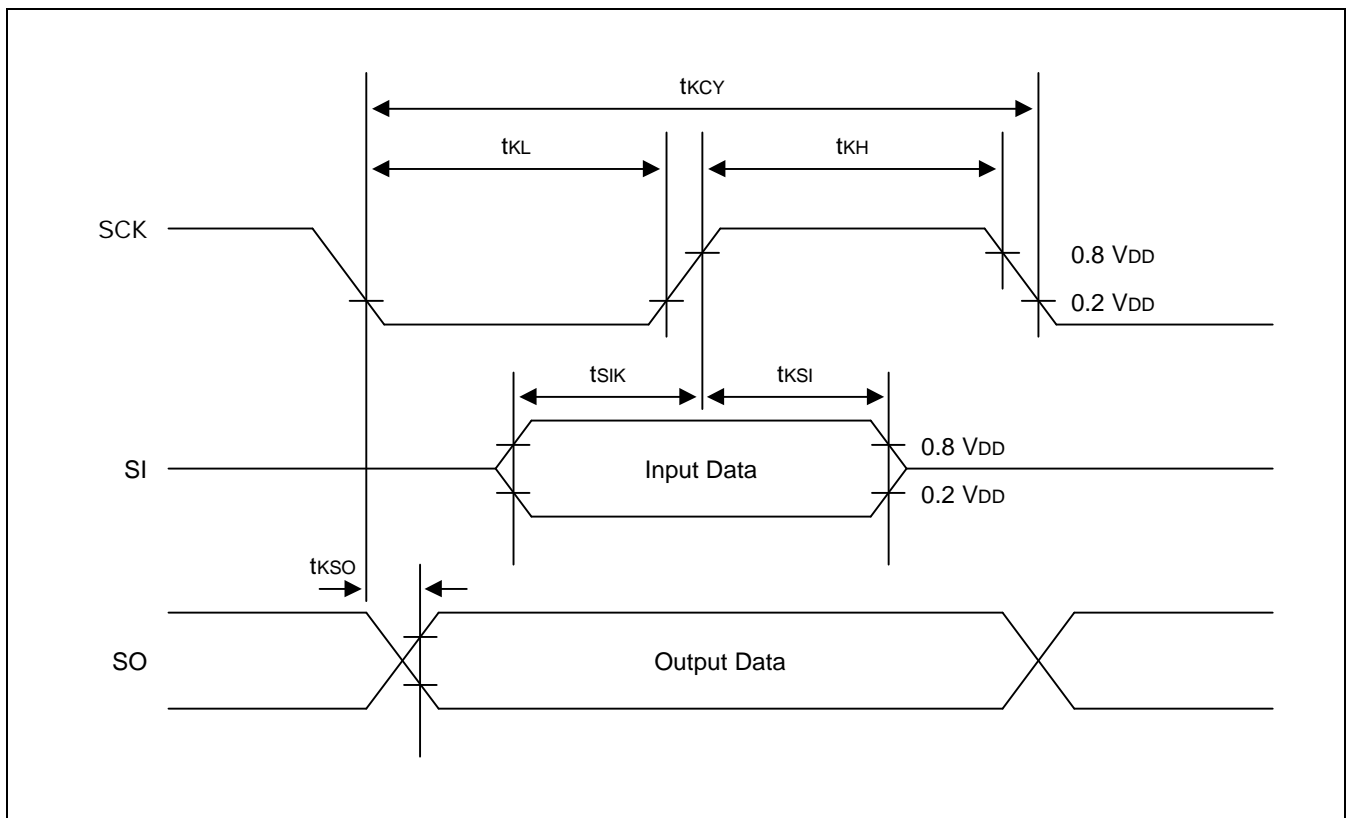 tKCY
tKL
tKH
SCK
0.8 VDD
0.2 VDD
tSIK
tKSI
0.8 VDD
SI
Input Data
0.2 VDD
tKSO
SO
Output Data